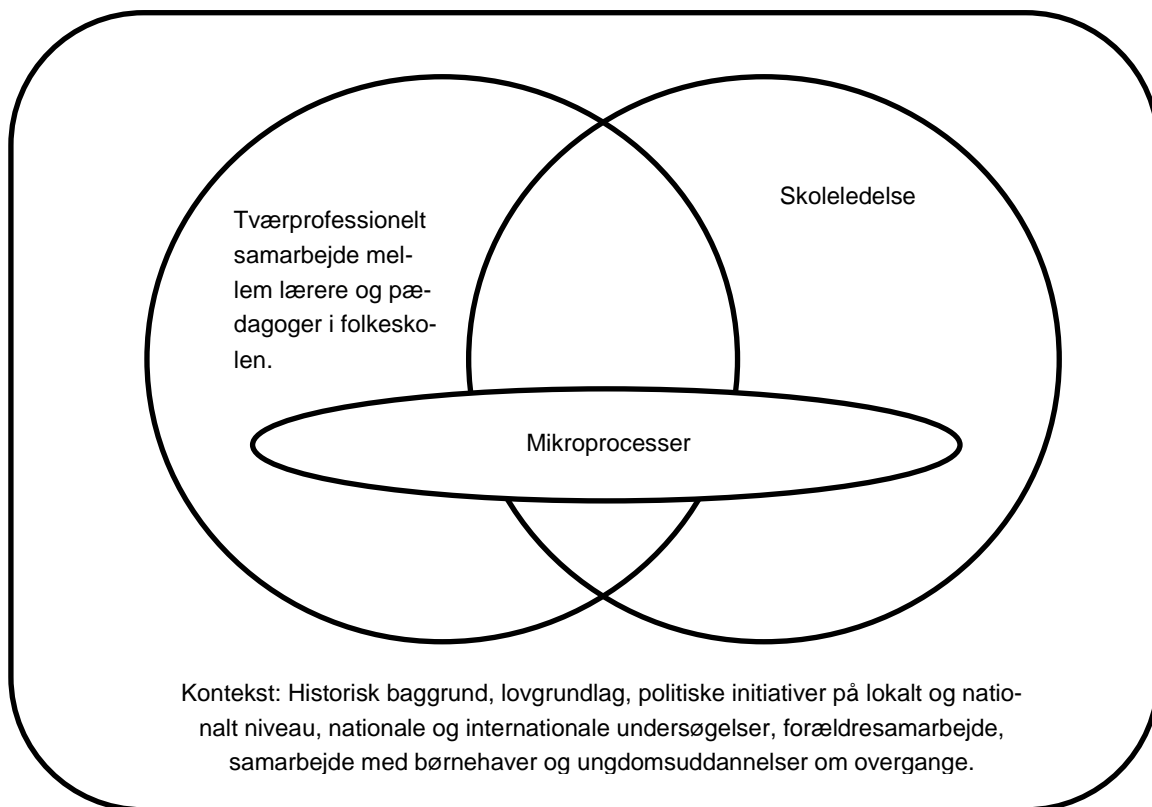 Skoleledelse
Tværprofessionelt
samarbejde mel-
lem lærere og pæ-
dagoger i folkesko-
len.
Mikroprocesser
Kontekst: Historisk baggrund, lovgrundlag, politiske initiativer på lokalt og natio-
nalt niveau, nationale og internationale undersøgelser, forældresamarbejde,
samarbejde med børnehaver og ungdomsuddannelser om overgange.